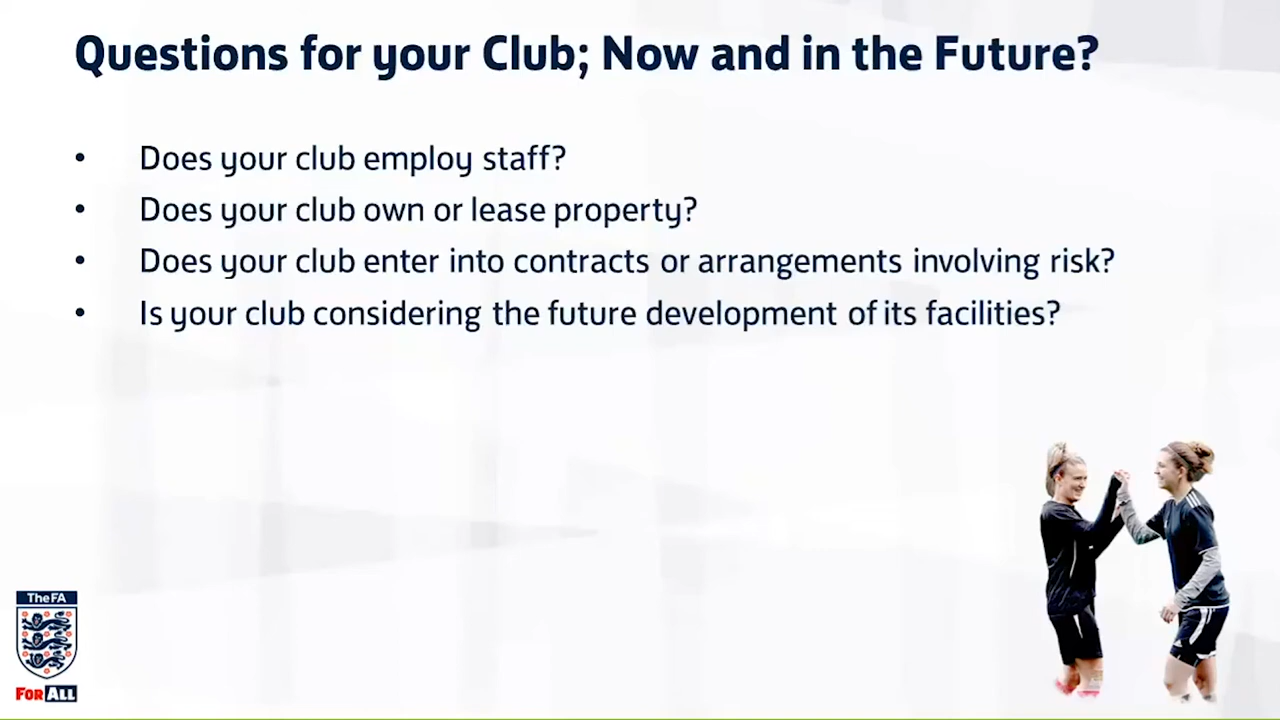 Questions for your Club; Now and in the Future?
• Does your club employ staff?
• Does your club own or lease property?
• Does your club enter into contracts or arrangements involving risk?
• Is your club considering the future development of its facilities?
The FA
FOR ALL